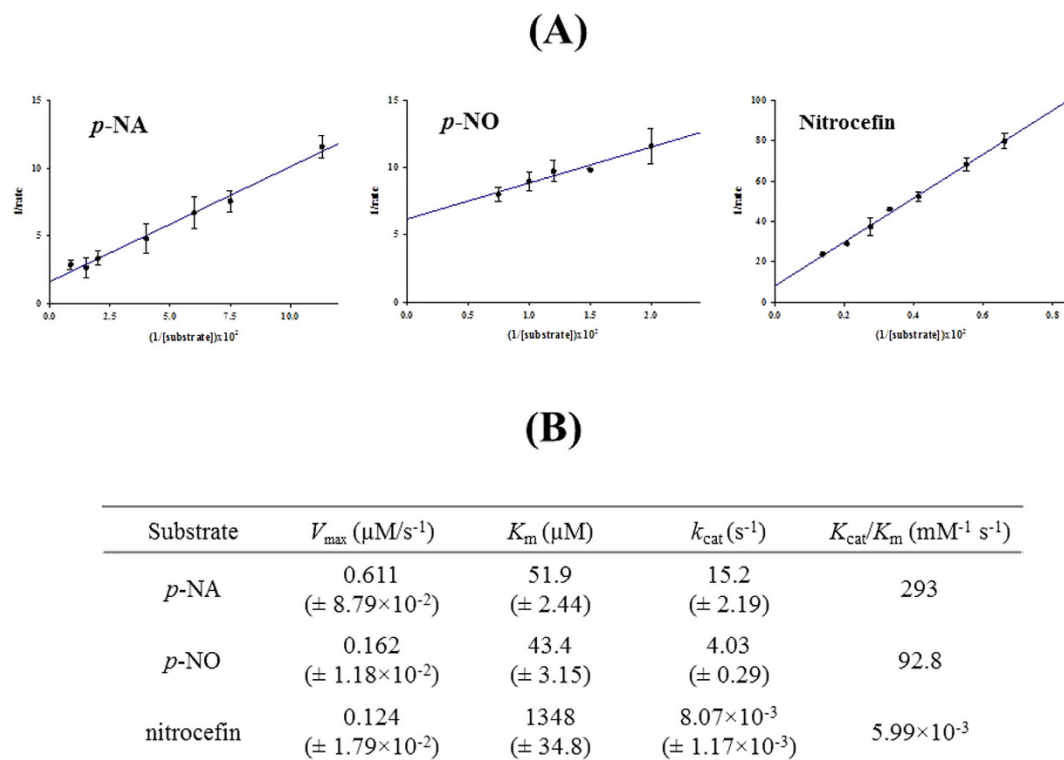 (A)
p-NA
15
10
5
0
1/rate
0.0 2.5 5.0 7.5 10.0
(1/[substrate])x10²
p-NO
15
10
5
0
1/rate
0.0 0.5 1.0 1.5 2.0
(1/[substrate])x10²
Nitrocefin
100
80
60
40
20
0
1/rate
0.0 0.2 0.4 0.6 0.8
(1/[substrate])x10²
(B)
Substrate Vmax (μM/s⁻¹) Km (μM) kcat (s⁻¹) Kcat/Km (mM⁻¹ s⁻¹)
p-NA 0.611 51.9 15.2 293
(± 8.79×10⁻²) (± 2.44) (± 2.19)
p-NO 0.162 43.4 4.03 92.8
(± 1.18×10⁻²) (± 3.15) (± 0.29)
nitrocefin 0.124 1348 8.07×10⁻³ 5.99×10⁻³
(± 1.79×10⁻²) (± 34.8) (± 1.17×10⁻³)